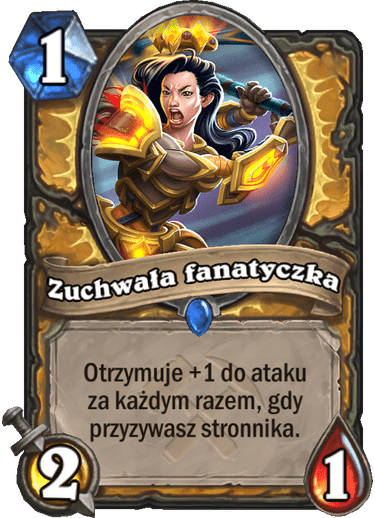 1
Zuchwała fanatyczka
Otrzymuje +1 do ataku
za każdym razem, gdy
przyzywasz stronnika.
2
1